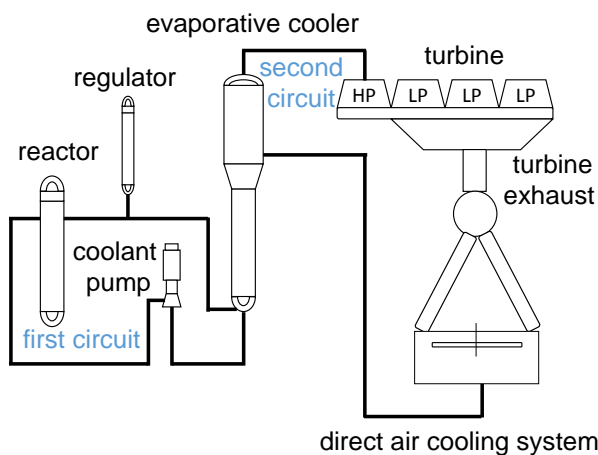 evaporative cooler
second
circuit
turbine
regulator
HP LP LP LP
reactor
turbine
exhaust
coolant
pump
first circuit
direct air cooling system